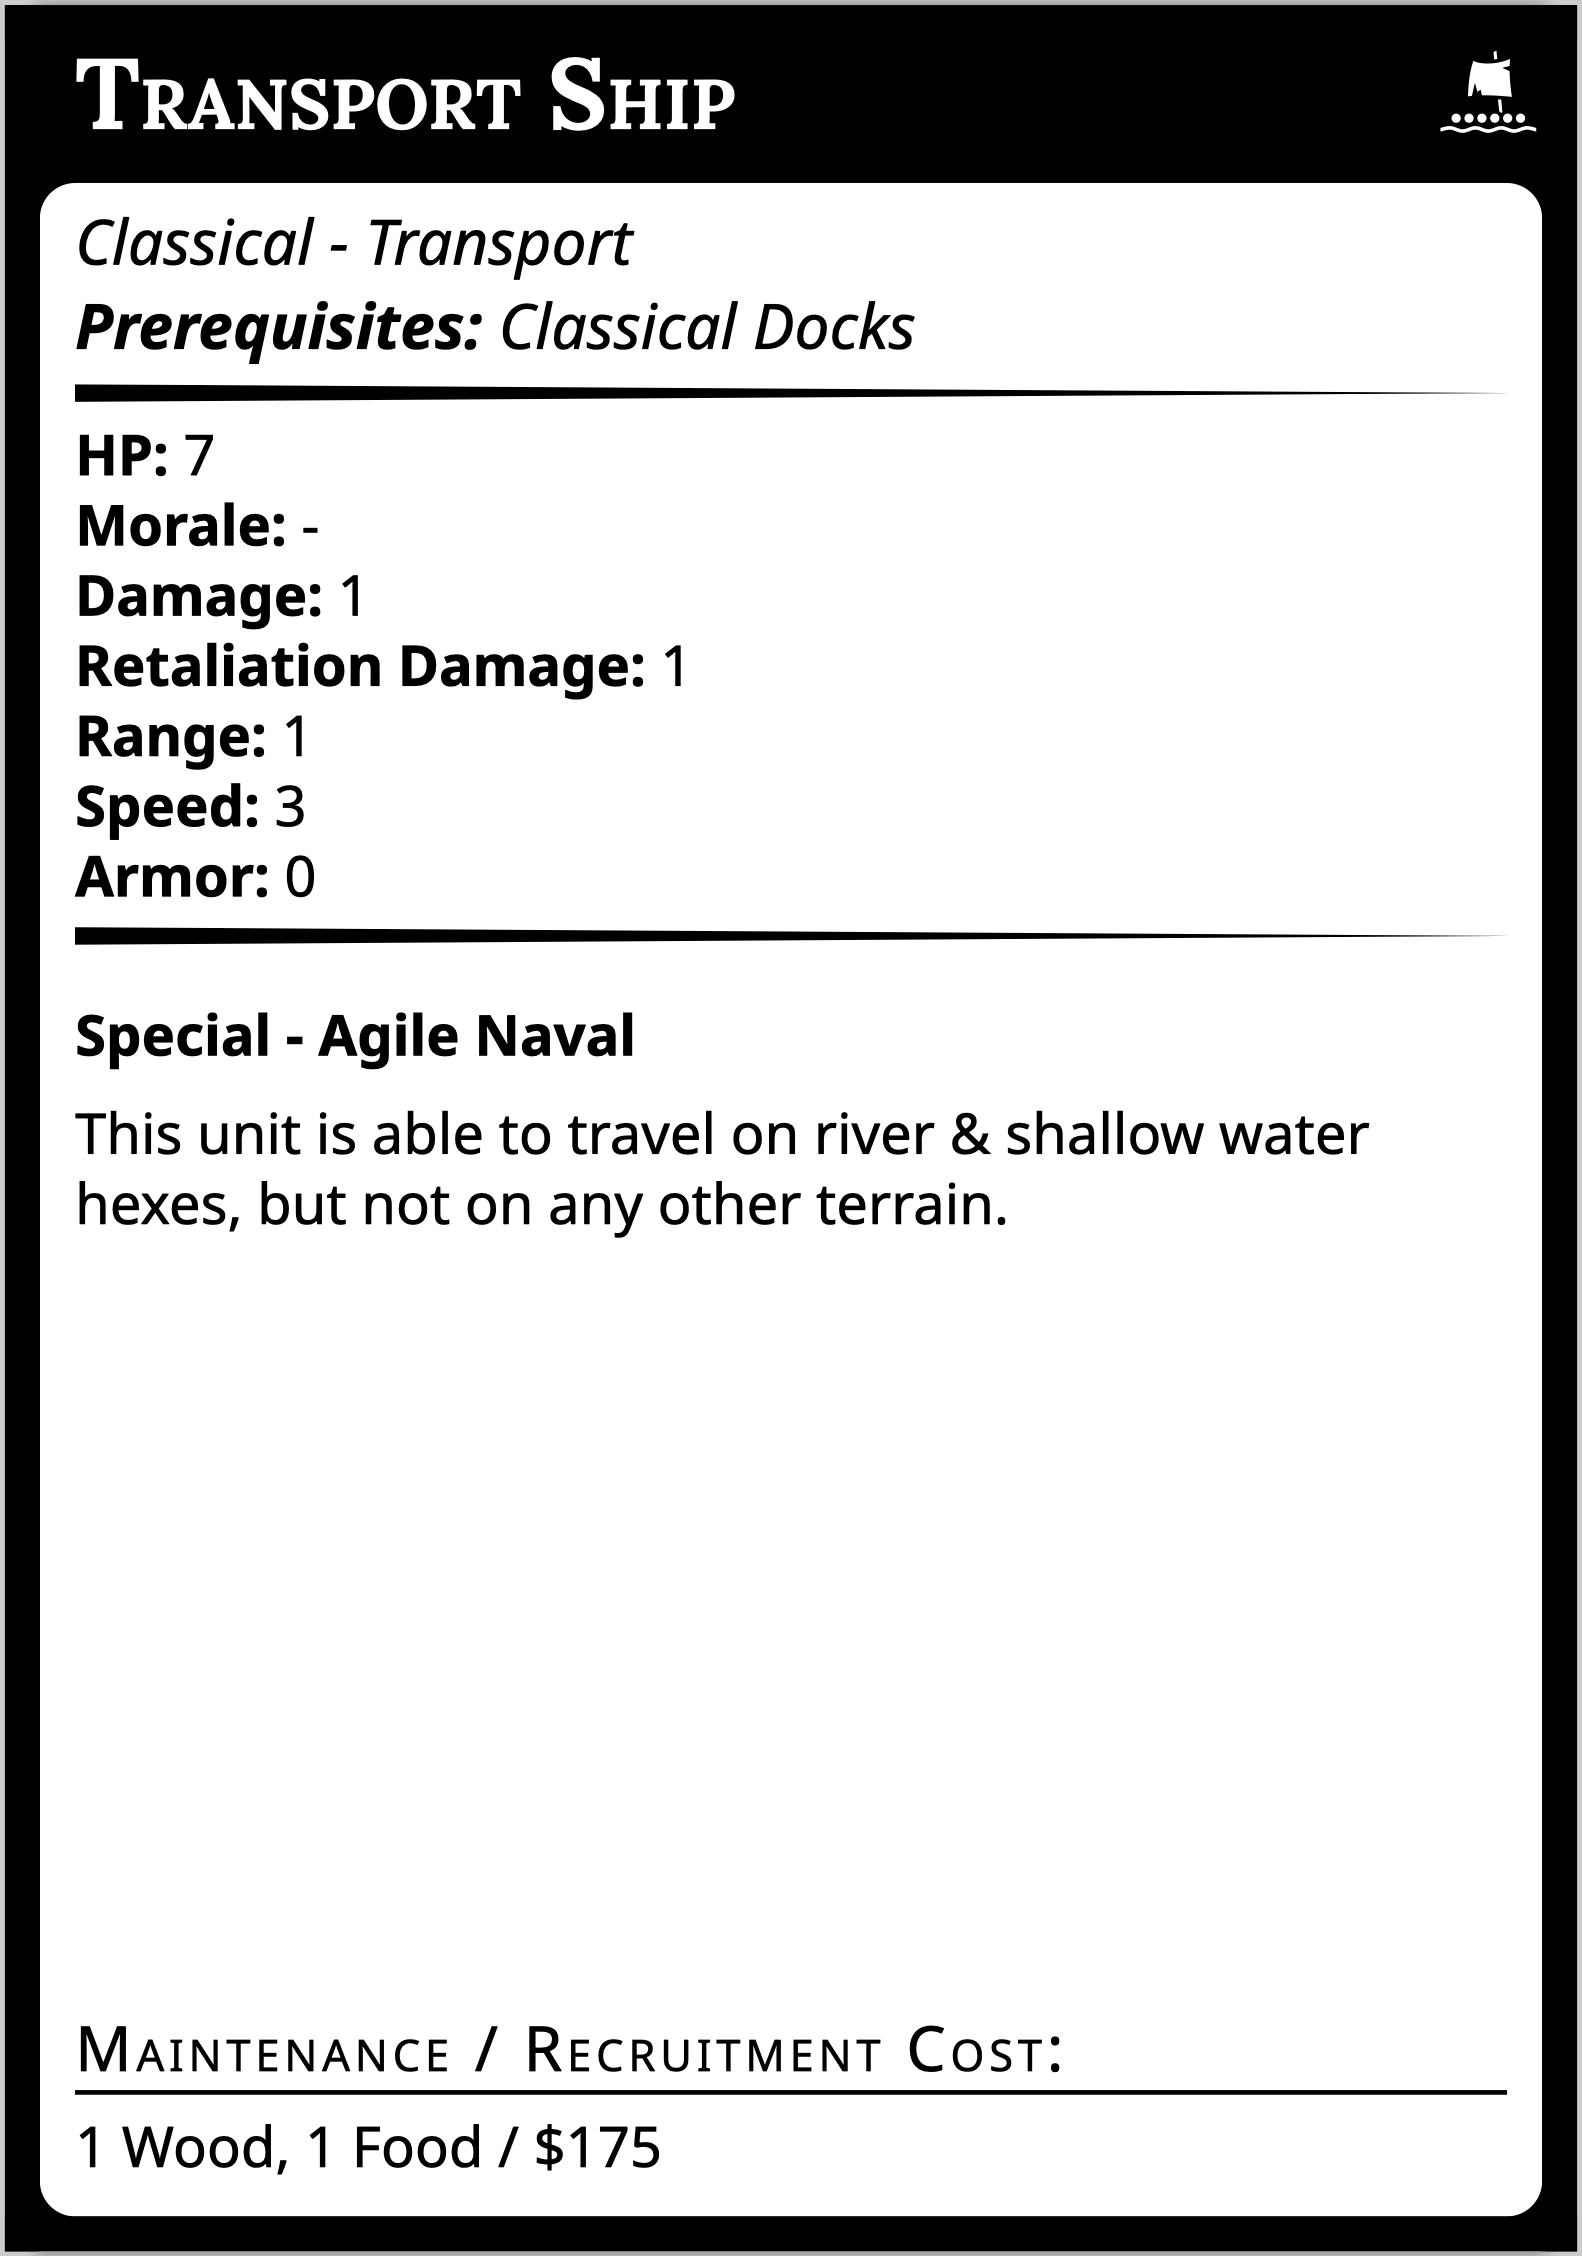 Transport Ship
Classical - Transport
Prerequisites: Classical Docks
HP: 7
Morale: -
Damage: 1
Retaliation Damage: 1
Range: 1
Speed: 3
Armor: 0
Special - Agile Naval
This unit is able to travel on river & shallow water
hexes, but not on any other terrain.
Maintenance / Recruitment Cost:
1 Wood, 1 Food / $175